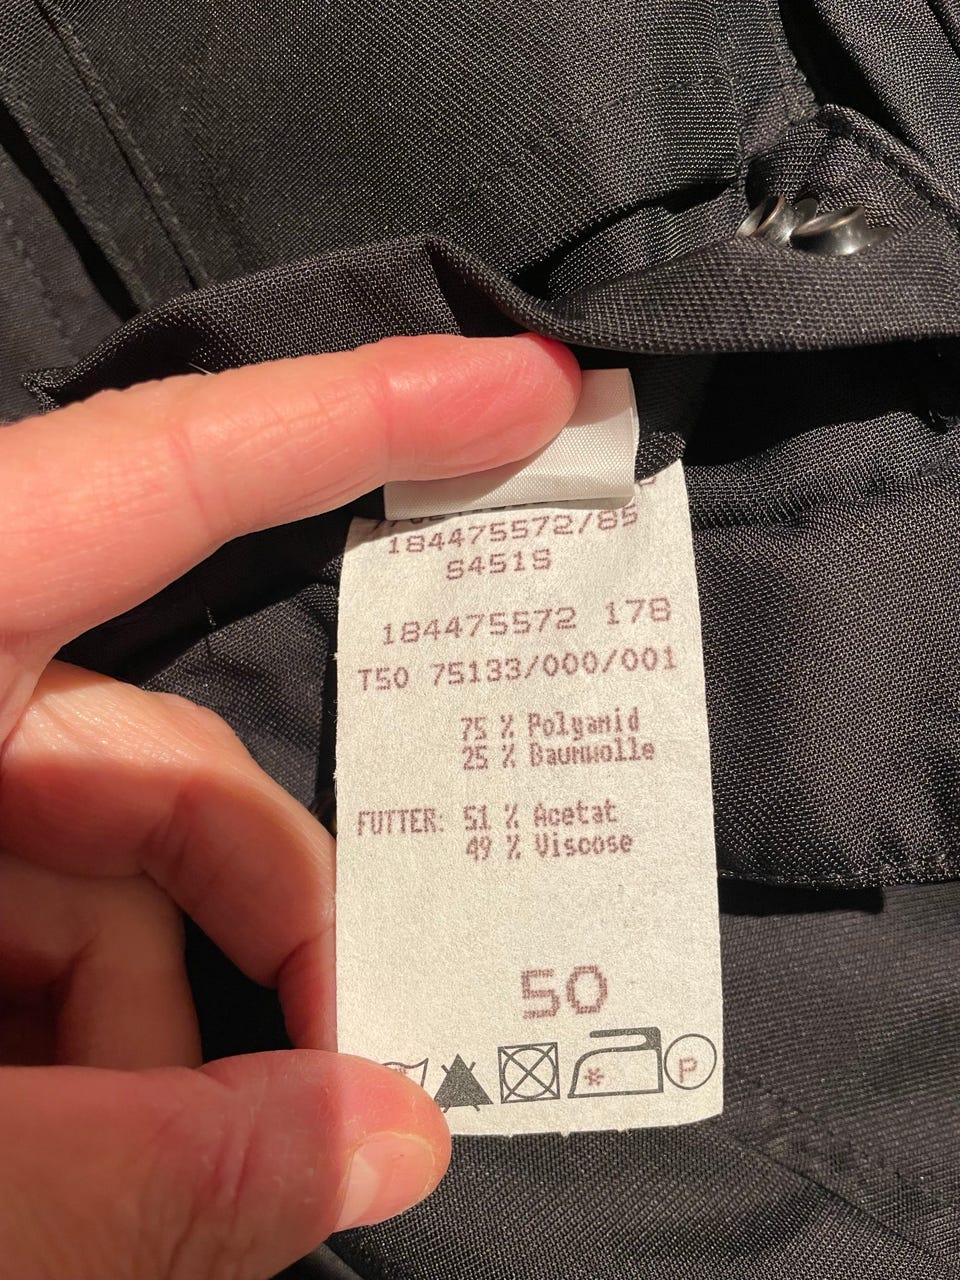 184475572/85
S451S
184475572 178
T50 75133/000/001
75 % Polyamid
25 % Baumwolle
FUTTER: 51 % Acetat
49 % Viscose
50
P